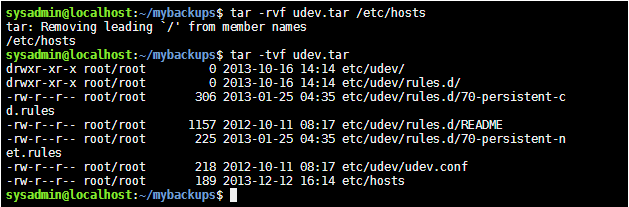 sysadmin@localhost:~/mybackups$ tar -rvf udev.tar /etc/hosts
tar: Removing leading `/' from member names
/etc/hosts
sysadmin@localhost:~/mybackups$ tar -tvf udev.tar
drwxr-xr-x root/root         0 2013-10-16 14:14 etc/udev/
drwxr-xr-x root/root         0 2013-10-16 14:14 etc/udev/rules.d/
-rw-r--r-- root/root       306 2013-01-25 04:35 etc/udev/rules.d/70-persistent-c
d.rules
-rw-r--r-- root/root      1157 2012-10-11 08:17 etc/udev/rules.d/README
-rw-r--r-- root/root       225 2013-01-25 04:35 etc/udev/rules.d/70-persistent-n
et.rules
-rw-r--r-- root/root       218 2012-10-11 08:17 etc/udev/udev.conf
-rw-r--r-- root/root       189 2013-12-12 16:14 etc/hosts
sysadmin@localhost:~/mybackups$